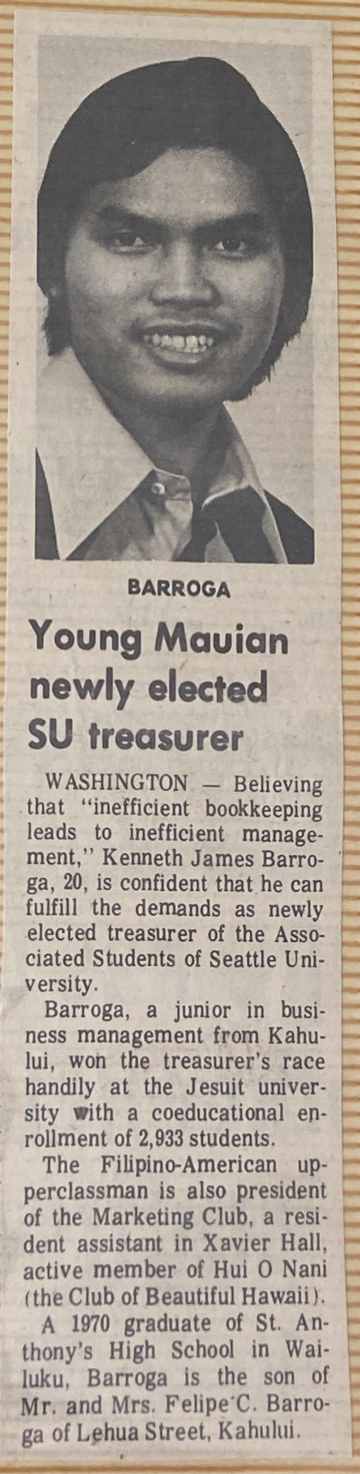 BARROGA
Young Mauian
newly elected
SU treasurer
WASHINGTON — Believing
that "inefficient bookkeeping
leads to inefficient manage-
ment," Kenneth James Barro-
ga, 20, is confident that he can
fulfill the demands as newly
elected treasurer of the Asso-
ciated Students of Seattle Uni-
versity.
Barroga, a junior in busi-
ness management from Kahu-
lui, won the treasurer's race
handily at the Jesuit univer-
sity with a coeducational en-
rollment of 2,933 students.
The Filipino-American up-
perclassman is also president
of the Marketing Club, a resi-
dent assistant in Xavier Hall,
active member of Hui O Nani
(the Club of Beautiful Hawaii).
A 1970 graduate of St. An-
thony's High School in Wai-
luku, Barroga is the son of
Mr. and Mrs. Felipe C. Barro-
ga of Lehua Street, Kahului.